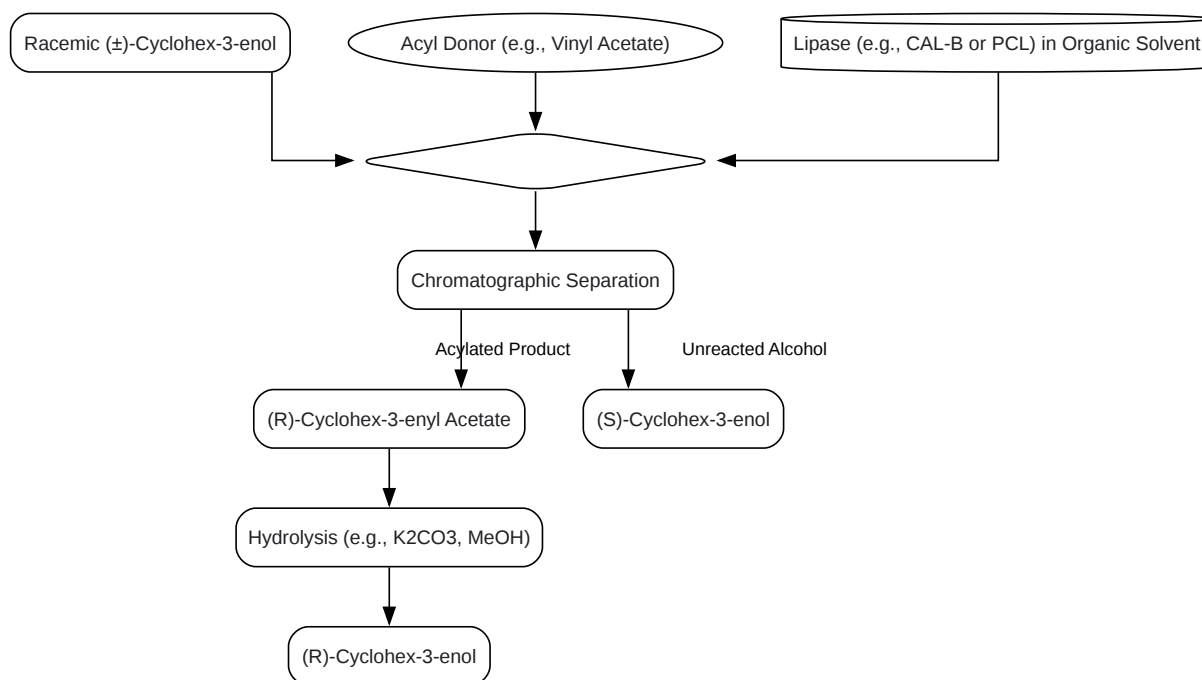 Racemic (±)-Cyclohex-3-enol
Acyl Donor (e.g., Vinyl Acetate)
Lipase (e.g., CAL-B or PCL) in Organic Solvent
Chromatographic Separation
Acylated Product
Unreacted Alcohol
(R)-Cyclohex-3-enyl Acetate
(S)-Cyclohex-3-enol
Hydrolysis (e.g., K2CO3, MeOH)
(R)-Cyclohex-3-enol